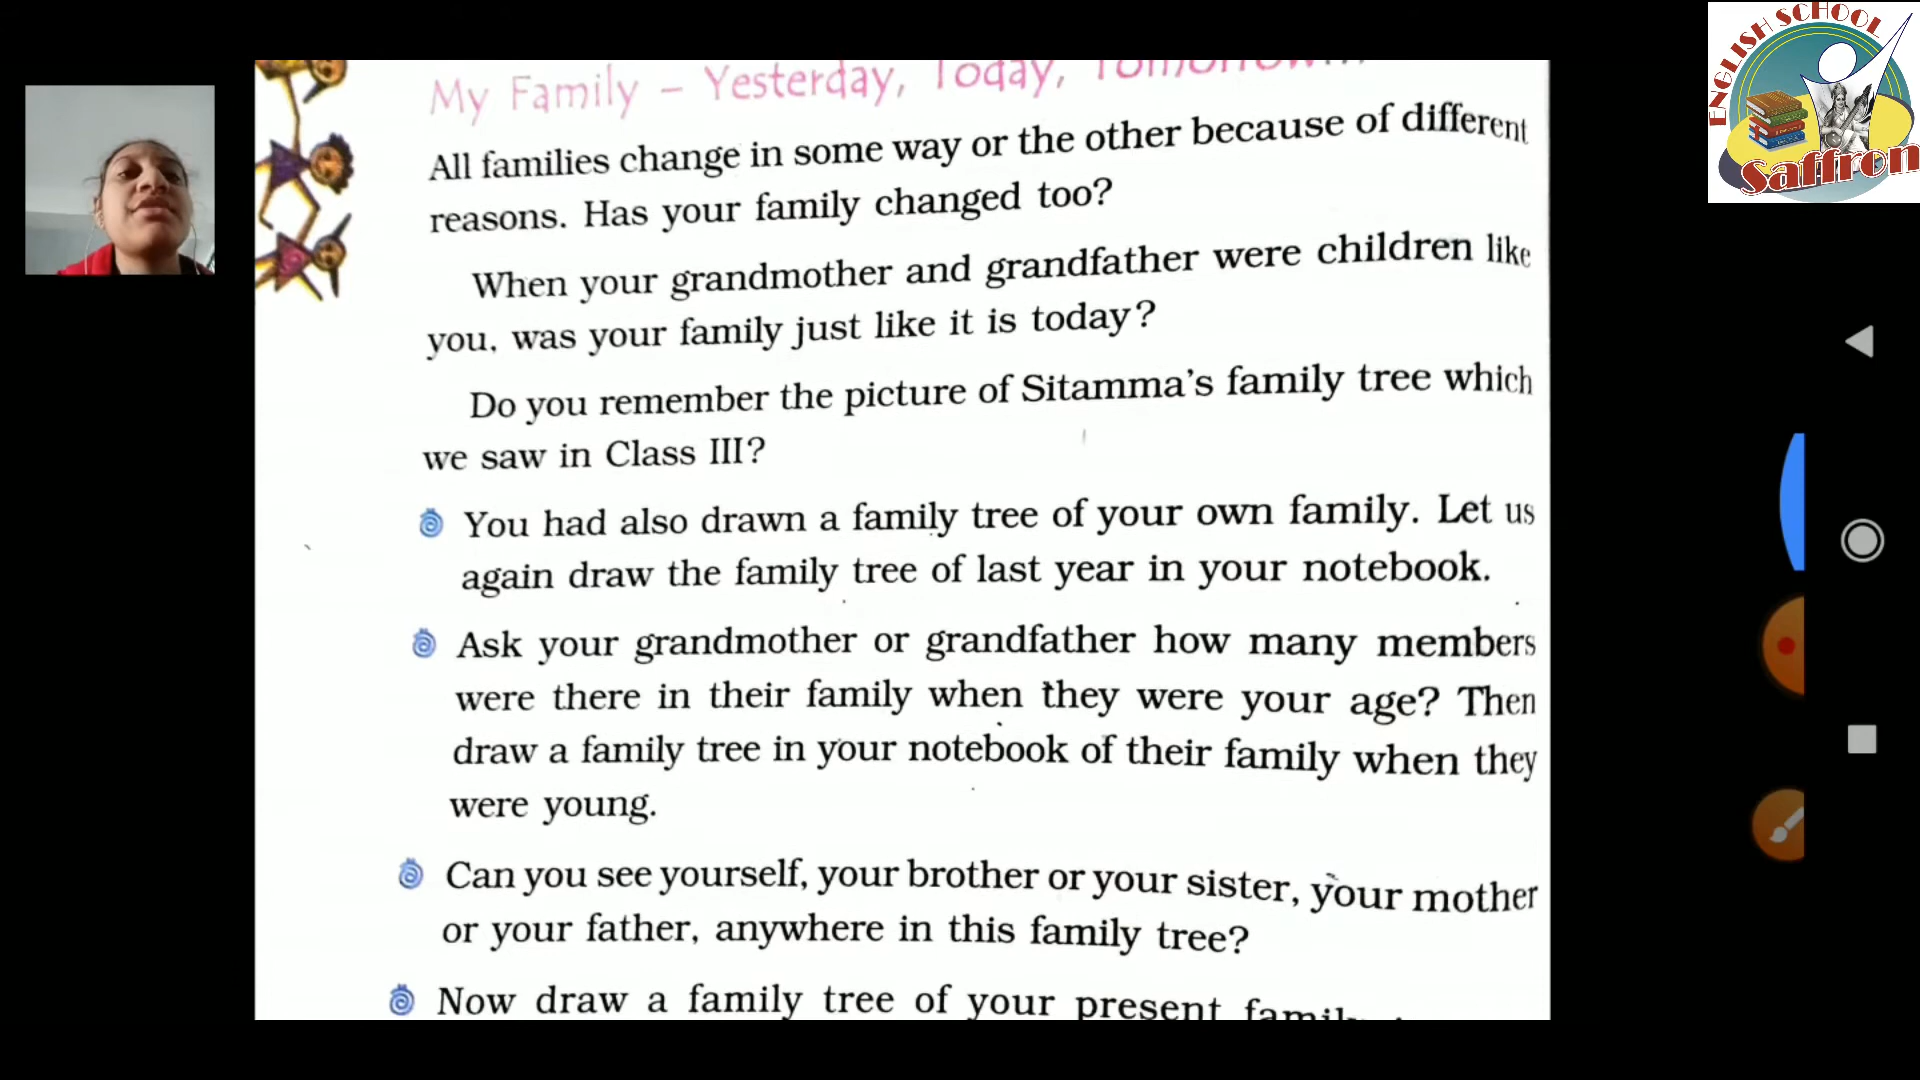 My Family – Yesterday, Today, Tomorrow...
All families change in some way or the other because of different
reasons. Has your family changed too?
When your grandmother and grandfather were children like
you, was your family just like it is today?
Do you remember the picture of Sitamma's family tree which
we saw in Class III?
You had also drawn a family tree of your own family. Let us
again draw the family tree of last year in your notebook.
Ask your grandmother or grandfather how many members
were there in their family when they were your age? Then
draw a family tree in your notebook of their family when they
were young.
Can you see yourself, your brother or your sister, your mother
or your father, anywhere in this family tree?
Now draw a family tree of your present family
ENGLISH SCHOOL
Saffron